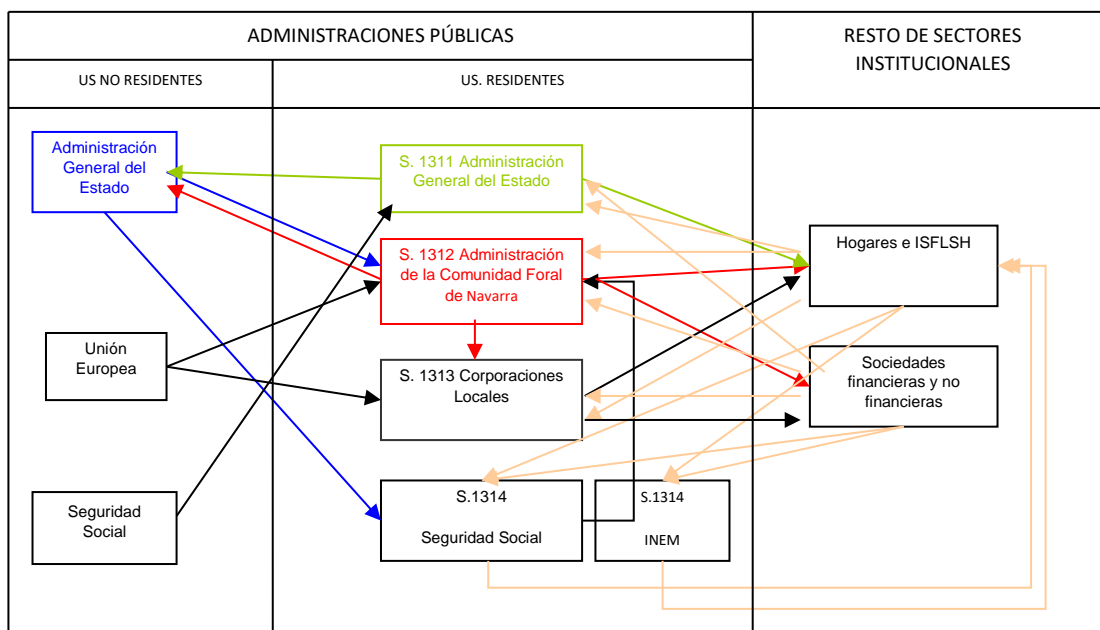 ADMINISTRACIONES PÚBLICAS
RESTO DE SECTORES
INSTITUCIONALES
US NO RESIDENTES
US. RESIDENTES
Administración
General del
Estado
S. 1311 Administración
General del Estado
Hogares e ISFLSH
S. 1312 Administración
de la Comunidad Foral
de Navarra
Unión
Europea
S. 1313 Corporaciones
Locales
Sociedades
financieras y no
financieras
Seguridad
Social
S.1314
Seguridad Social
S.1314
INEM